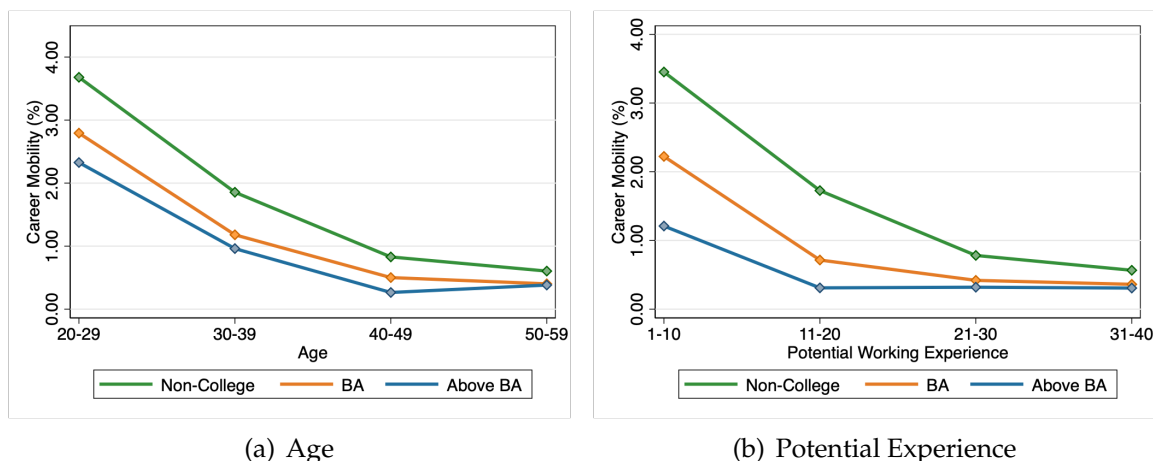 4.00
3.00
2.00
1.00
0.00
Career Mobility (%)
20-29
30-39
40-49
50-59
Age
Non-College
BA
Above BA
(a) Age
4.00
3.00
2.00
1.00
0.00
Career Mobility (%)
1-10
11-20
21-30
31-40
Potential Working Experience
Non-College
BA
Above BA
(b) Potential Experience